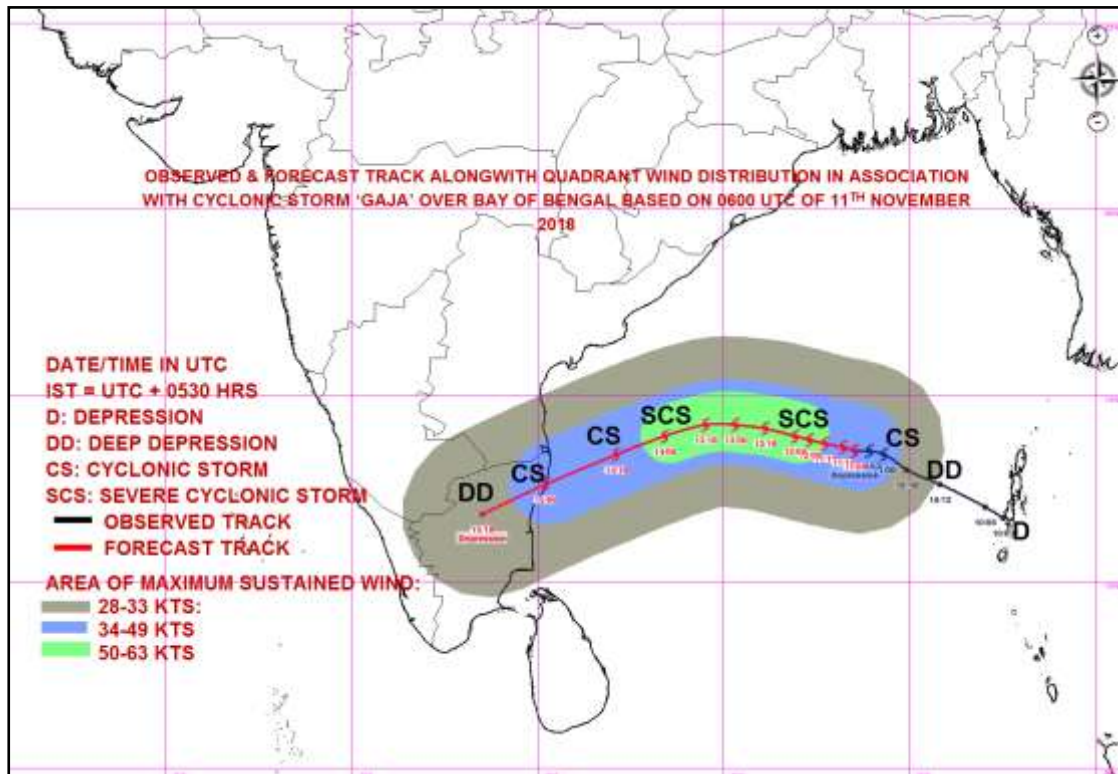 OBSERVED & FORECAST TRACK ALONGWITH QUADRANT WIND DISTRIBUTION IN ASSOCIATION
WITH CYCLONIC STORM ‘GAJA’ OVER BAY OF BENGAL BASED ON 0600 UTC OF 11TH NOVEMBER
2018
DATE/TIME IN UTC
IST = UTC + 0530 HRS
D: DEPRESSION
DD: DEEP DEPRESSION
CS: CYCLONIC STORM
SCS: SEVERE CYCLONIC STORM
OBSERVED TRACK
FORECAST TRACK
AREA OF MAXIMUM SUSTAINED WIND:
28-33 KTS:
34-49 KTS
50-63 KTS
DD
CS
CS
SCS
SCS
CS
DD
D